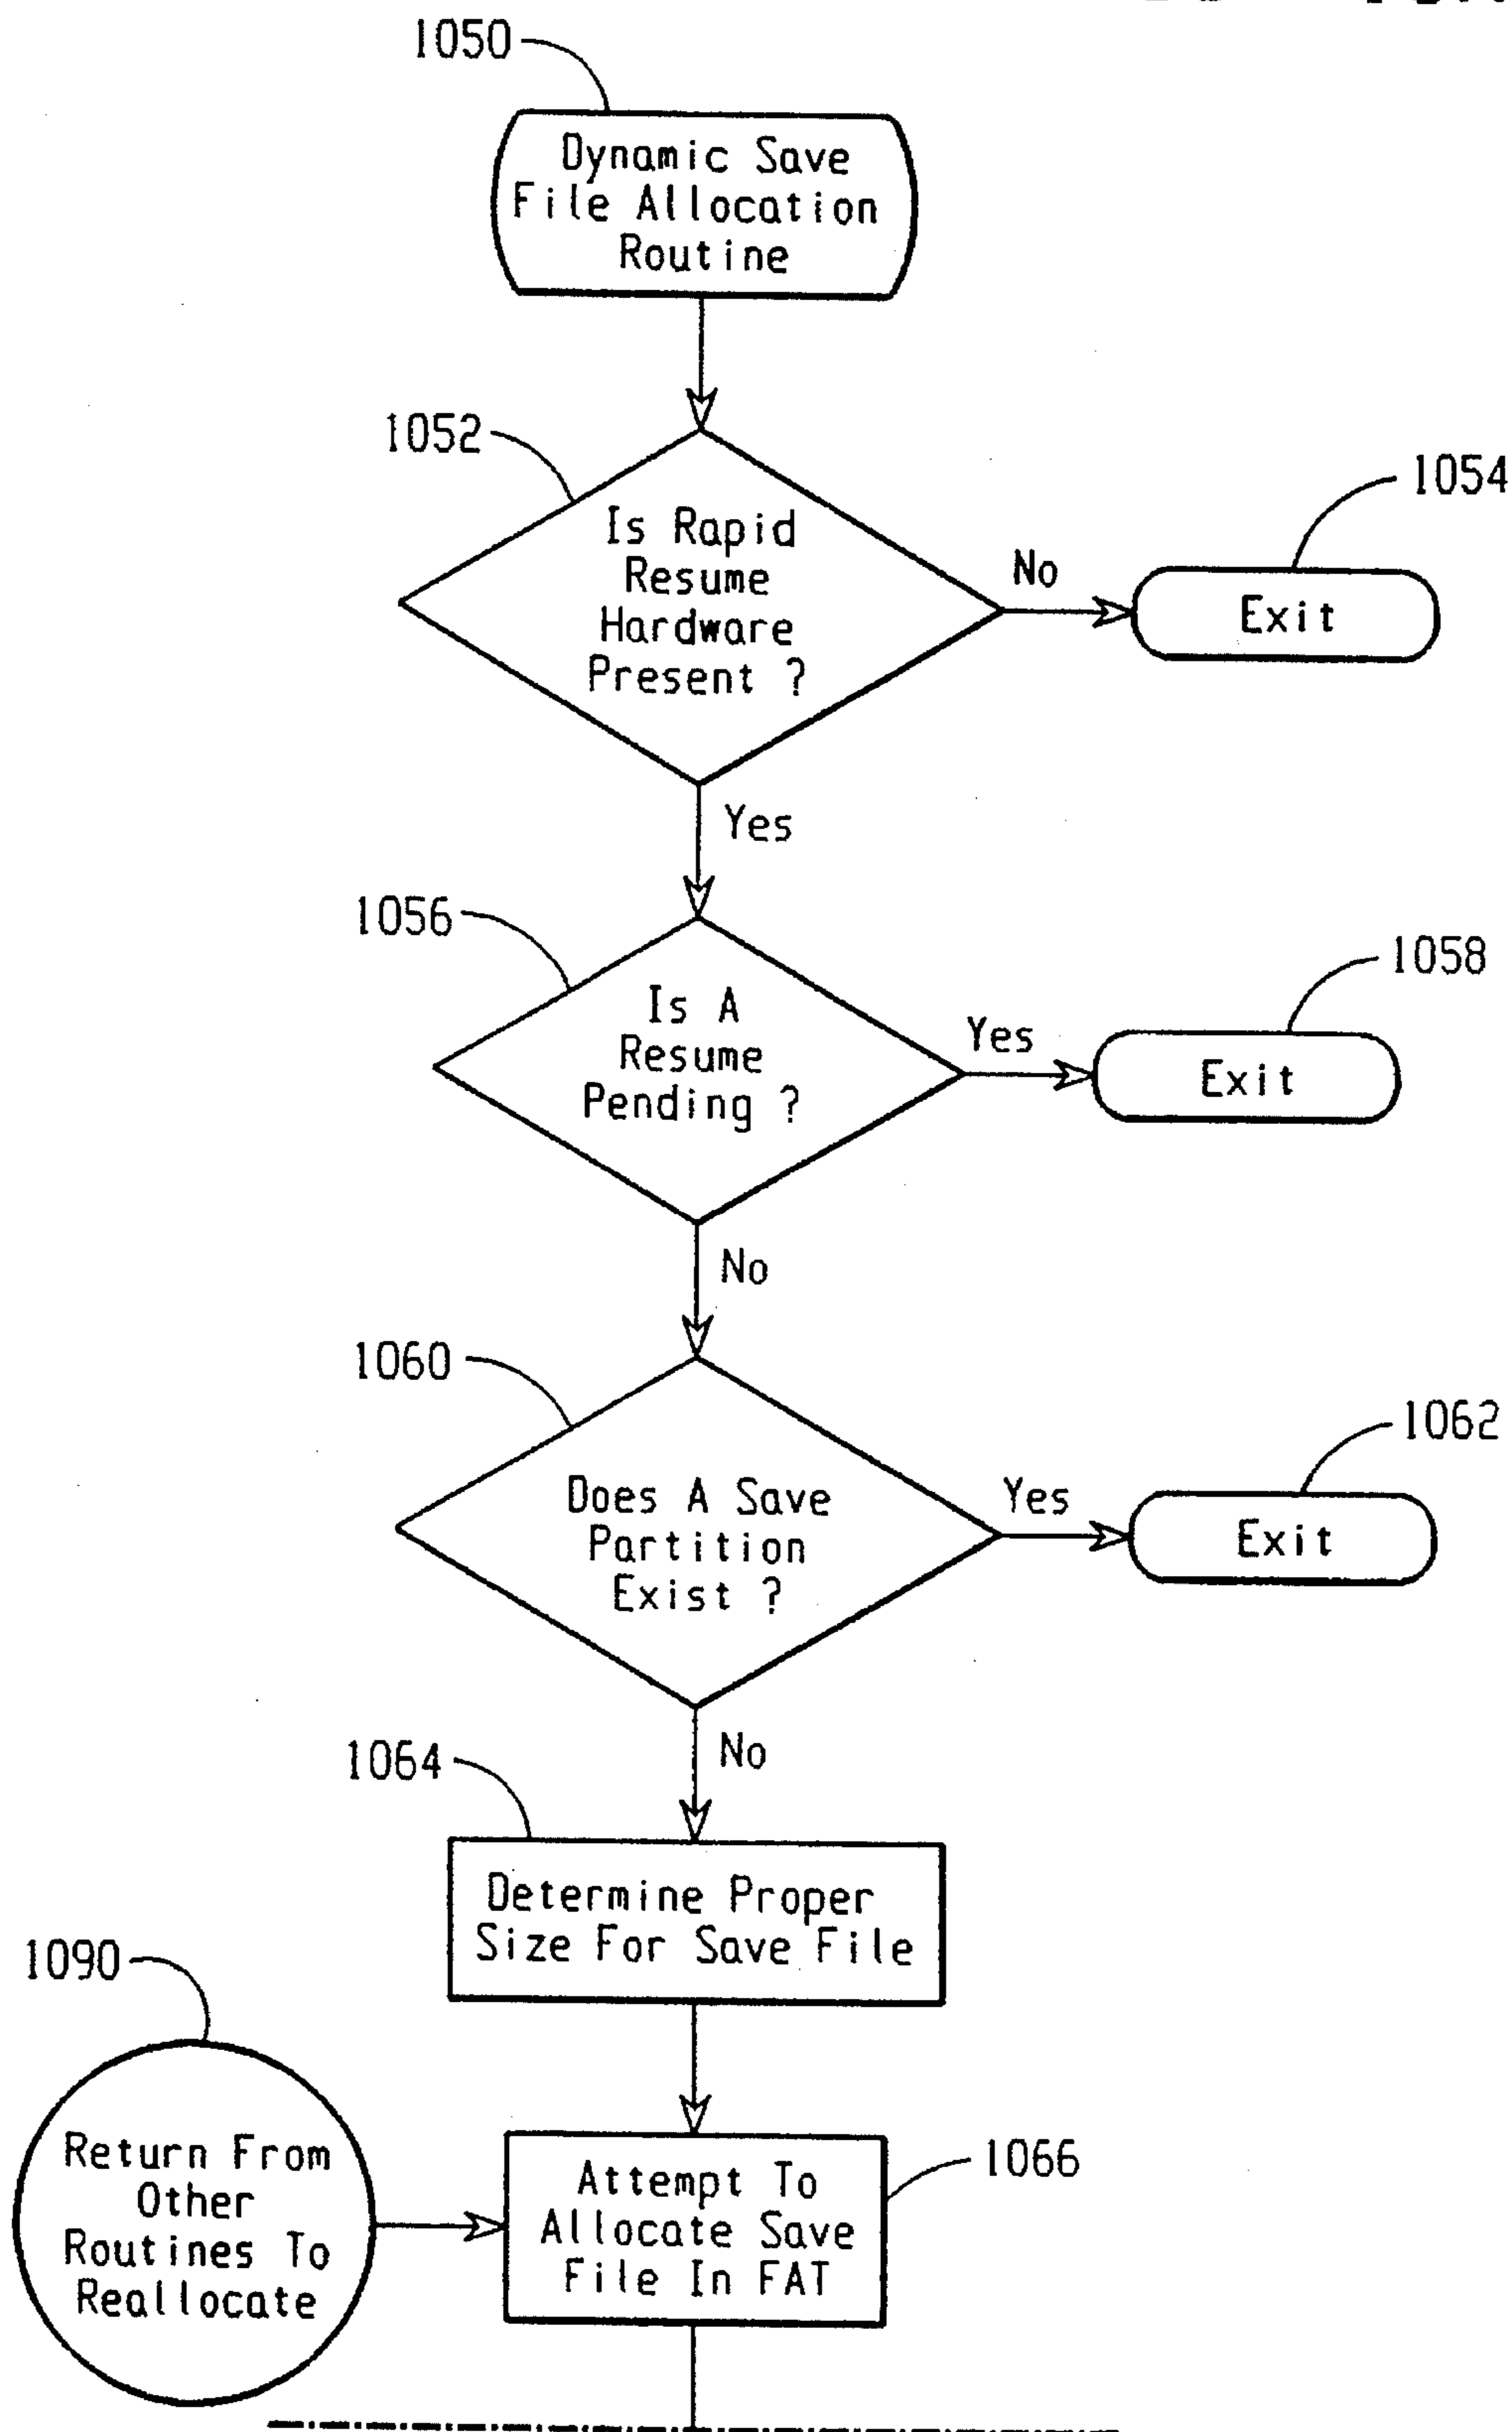 1050
Dynamic Save
File Allocation
Routine
1052
Is Rapid
Resume
Hardware
Present ?
No
1054
Exit
Yes
1056
Is A
Resume
Pending ?
Yes
1058
Exit
No
1060
Does A Save
Partition
Exist ?
Yes
1062
Exit
No
1064
Determine Proper
Size For Save File
1090
Return From
Other
Routines To
Reallocate
1066
Attempt To
Allocate Save
File In FAT